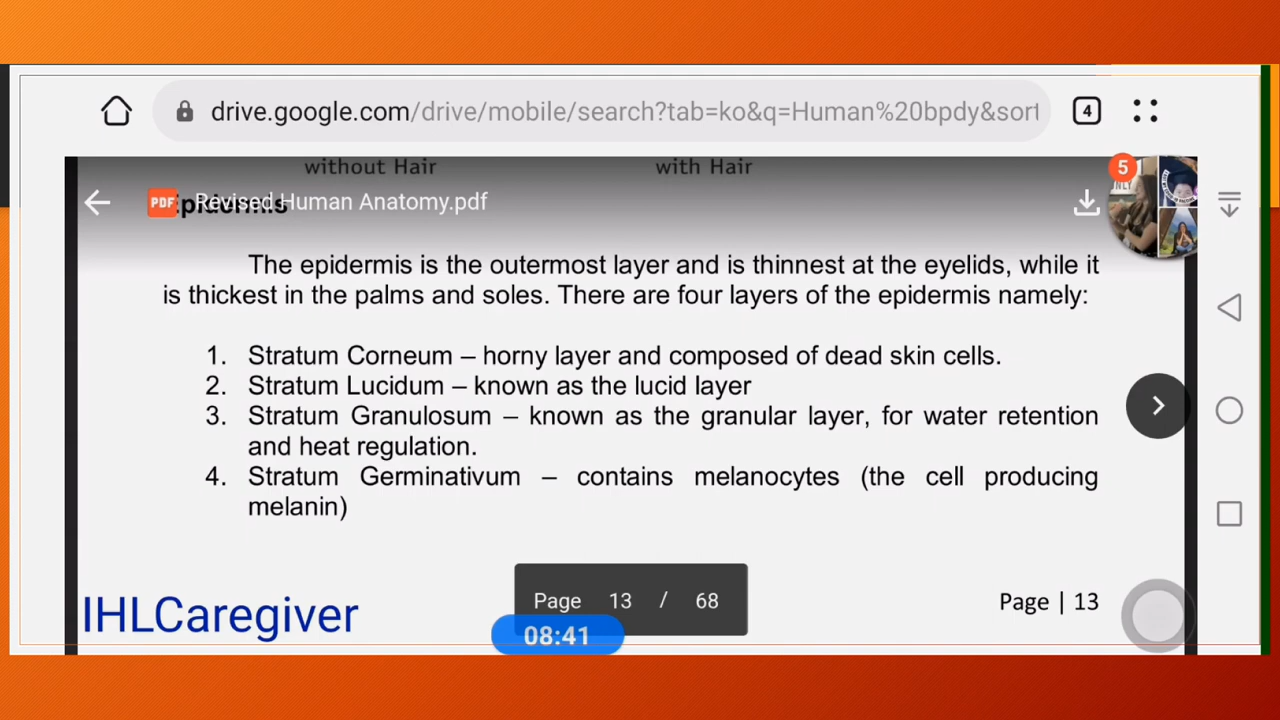 drive.google.com/drive/mobile/search?tab=ko&q=Human%20bpdy&sort
4
without Hair with Hair
5
PDF Revised Human Anatomy.pdf
Epidermis
The epidermis is the outermost layer and is thinnest at the eyelids, while it
is thickest in the palms and soles. There are four layers of the epidermis namely:
1. Stratum Corneum – horny layer and composed of dead skin cells.
2. Stratum Lucidum – known as the lucid layer
3. Stratum Granulosum – known as the granular layer, for water retention
and heat regulation.
4. Stratum Germinativum – contains melanocytes (the cell producing
melanin)
Page 13 / 68
Page | 13
IHLCaregiver
08:41